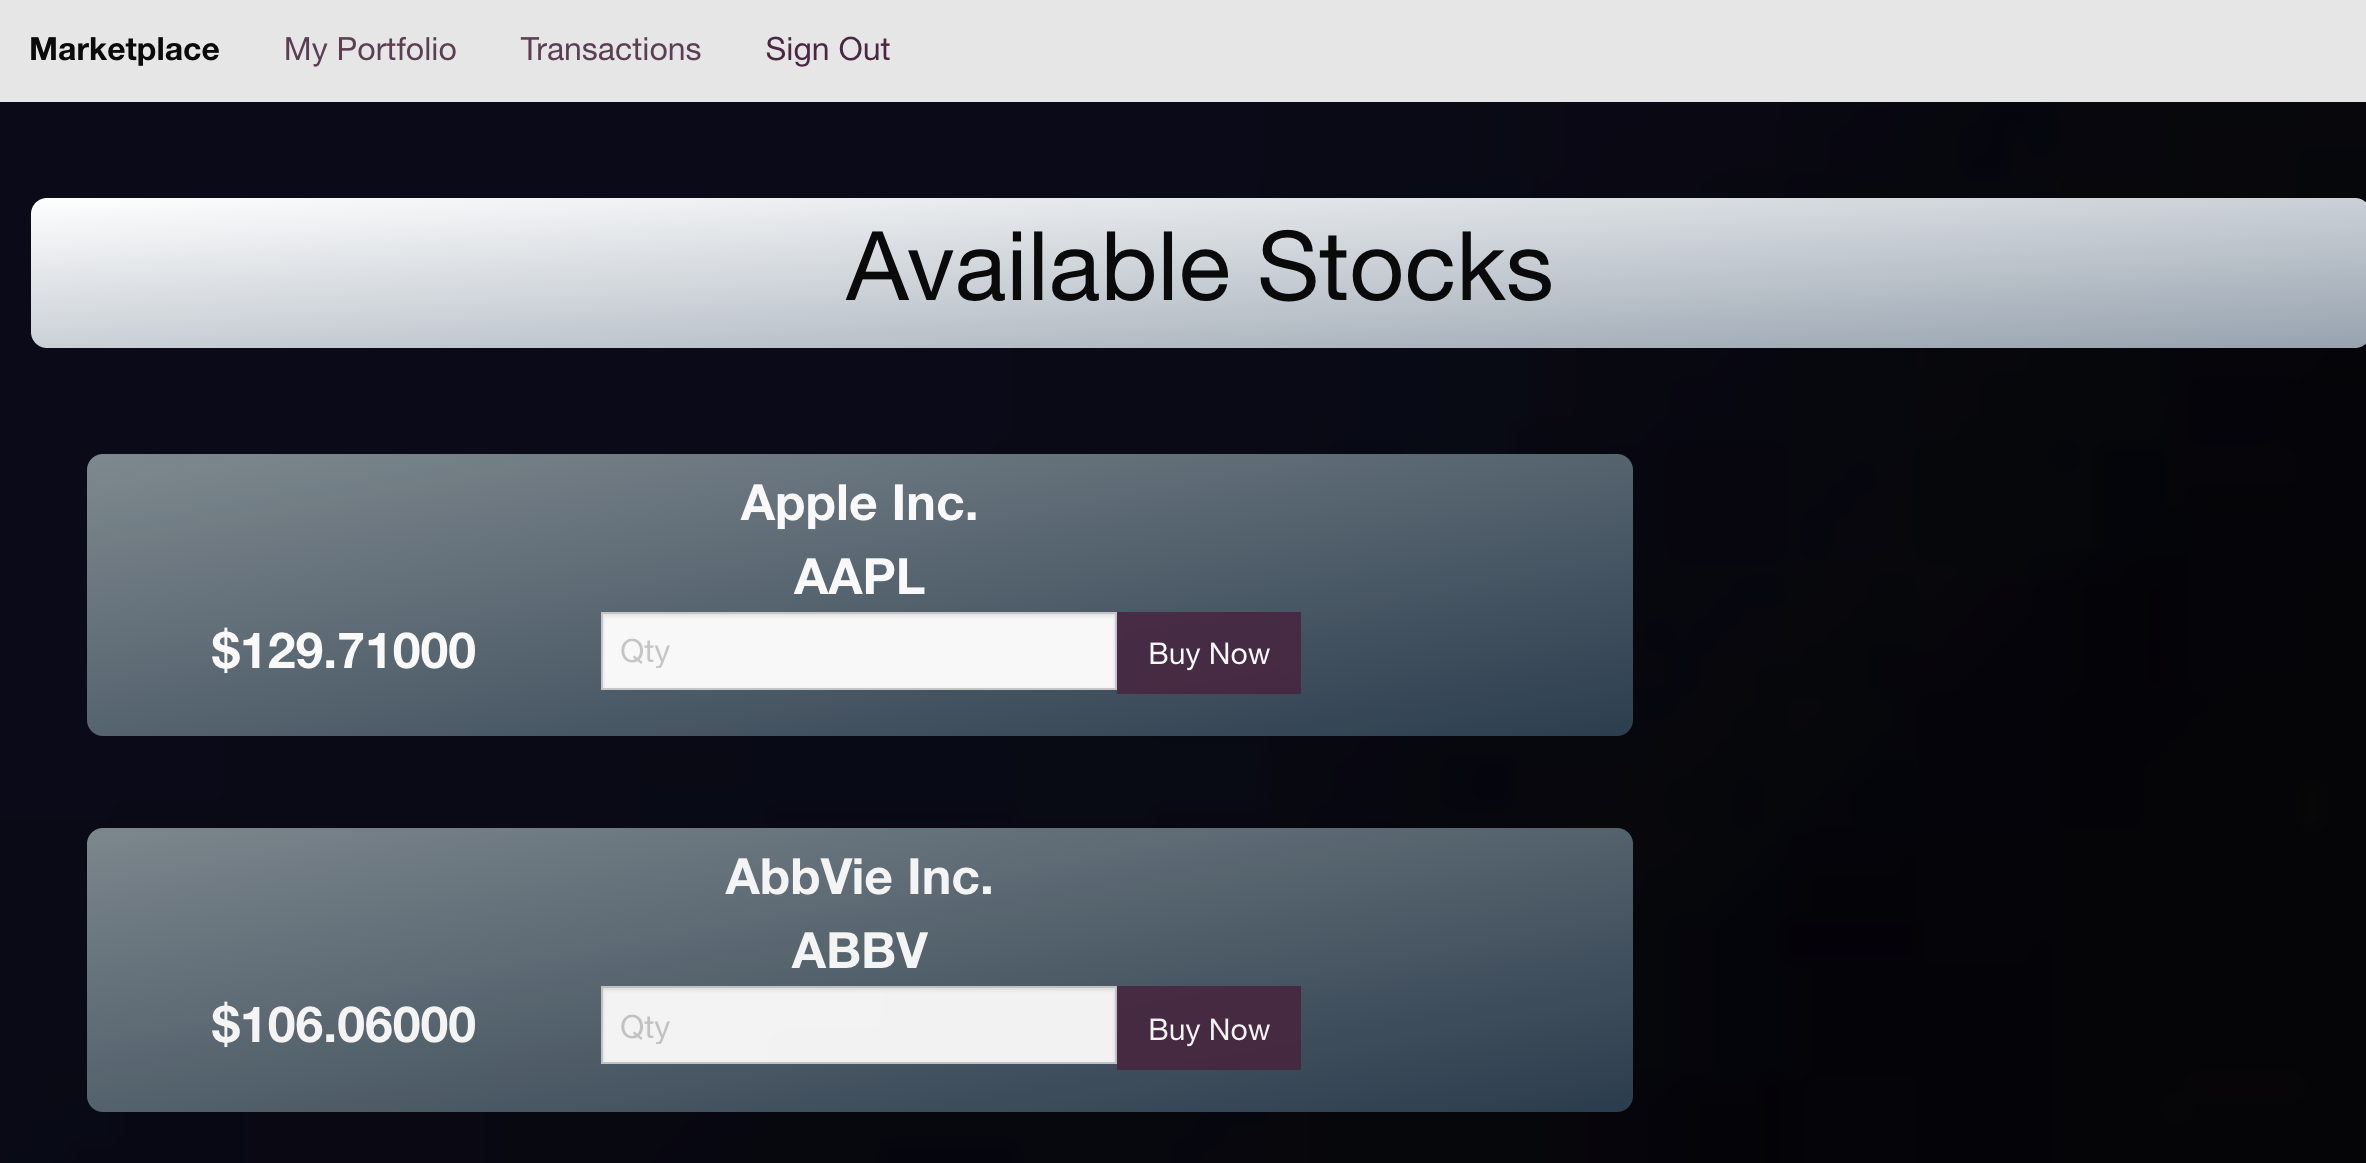 Marketplace My Portfolio Transactions Sign Out
Available Stocks
Apple Inc.
AAPL
$129.71000 Qty Buy Now
AbbVie Inc.
ABBV
$106.06000 Qty Buy Now